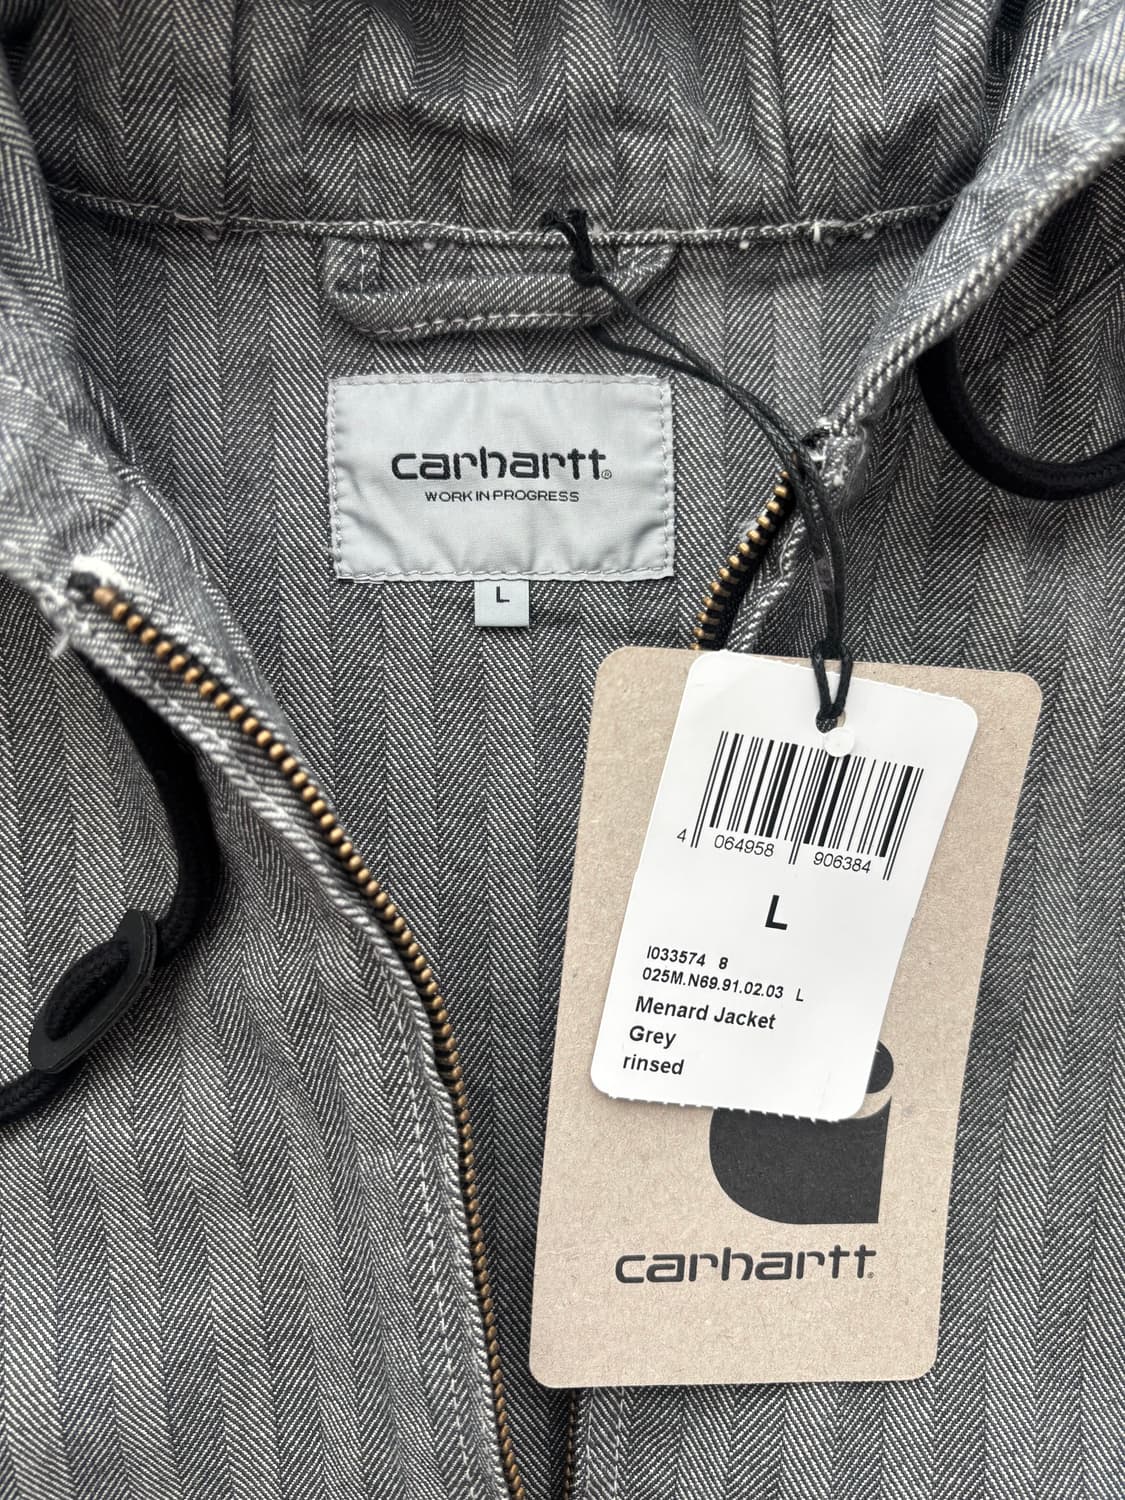 carhartt®
WORK IN PROGRESS
L
4 064958 906384
L
I033574 8
025M.N69.91.02.03 L
Menard Jacket
Grey
rinsed
carhartt®